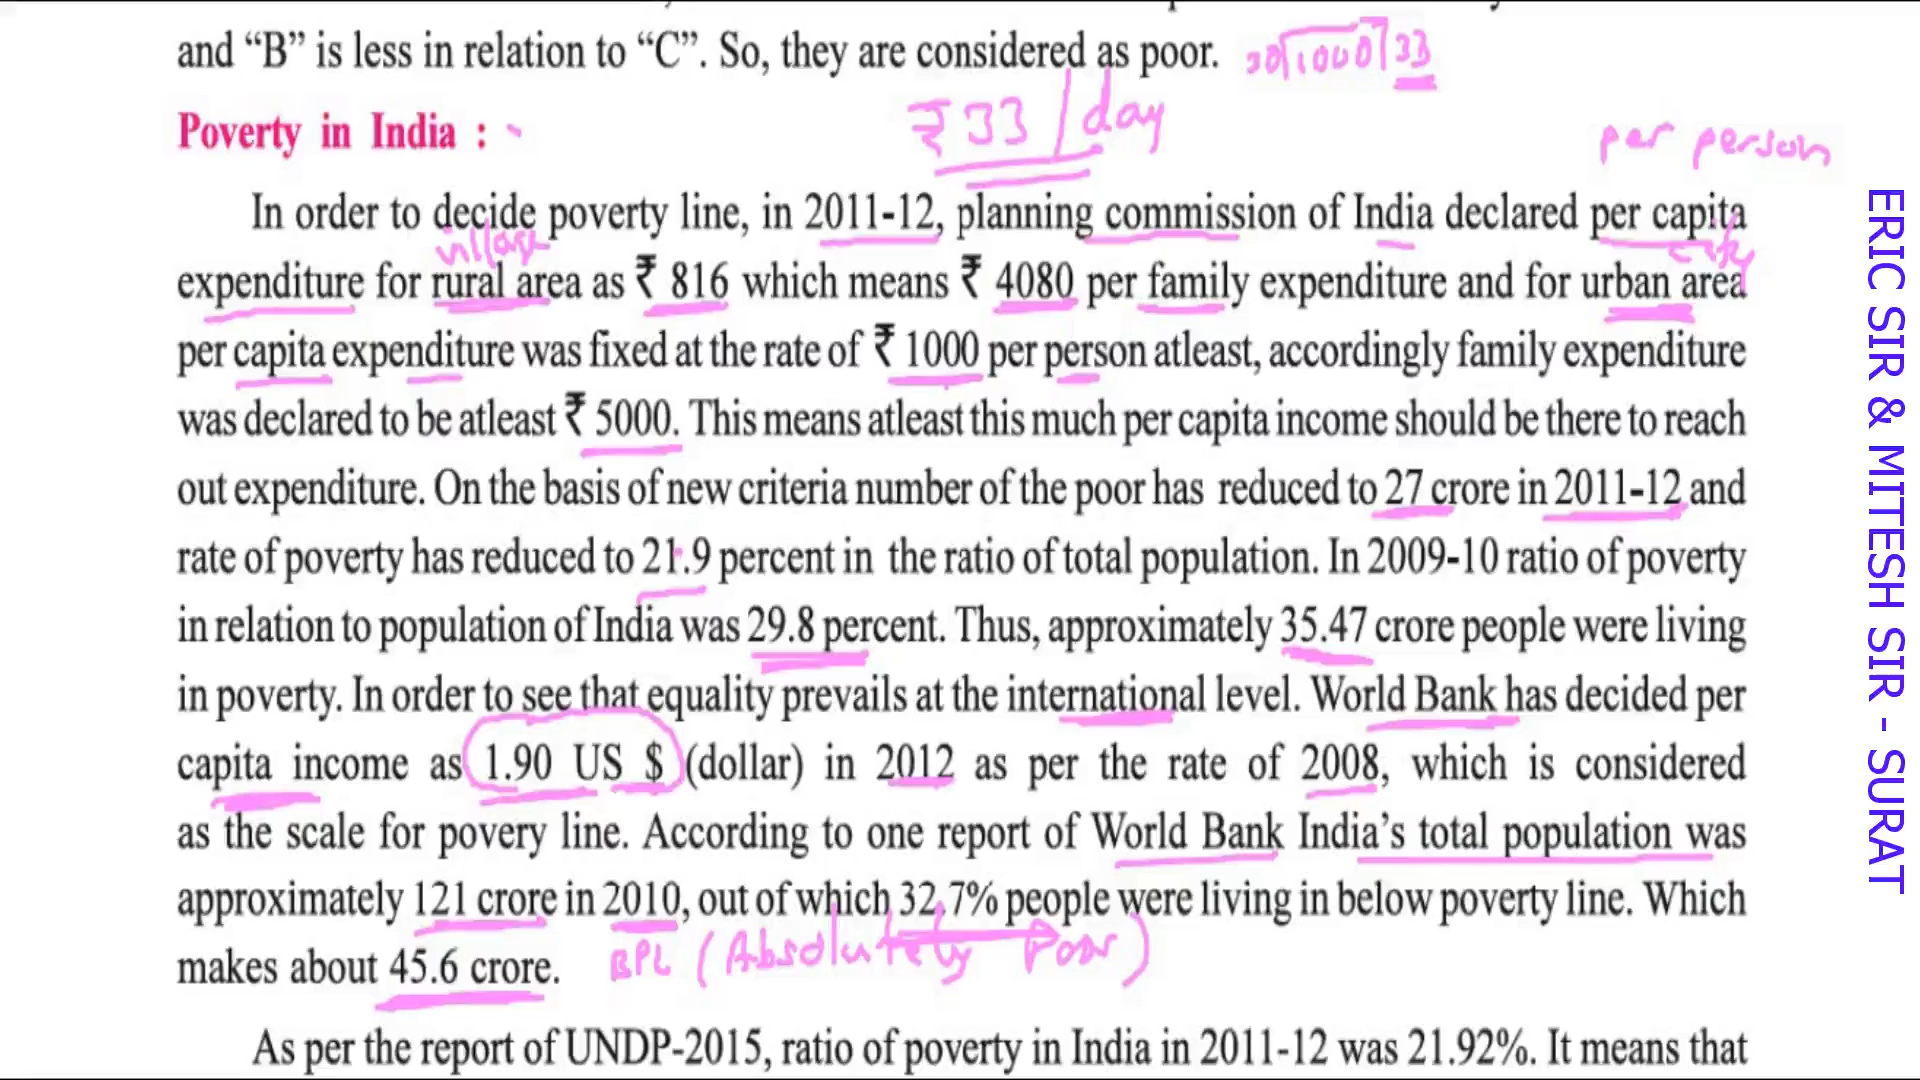 and “B” is less in relation to “C”. So, they are considered as poor. 30)1000)33
₹33/day
per person
Poverty in India :
In order to decide poverty line, in 2011-12, planning commission of India declared per capita
village
city
expenditure for rural area as ₹ 816 which means ₹ 4080 per family expenditure and for urban area
per capita expenditure was fixed at the rate of ₹ 1000 per person atleast, accordingly family expenditure
was declared to be atleast ₹ 5000. This means atleast this much per capita income should be there to reach
out expenditure. On the basis of new criteria number of the poor has reduced to 27 crore in 2011-12 and
rate of poverty has reduced to 21.9 percent in the ratio of total population. In 2009-10 ratio of poverty
in relation to population of India was 29.8 percent. Thus, approximately 35.47 crore people were living
in poverty. In order to see that equality prevails at the international level. World Bank has decided per
capita income as 1.90 US $ (dollar) in 2012 as per the rate of 2008, which is considered
as the scale for povery line. According to one report of World Bank India’s total population was
approximately 121 crore in 2010, out of which 32.7% people were living in below poverty line. Which
makes about 45.6 crore. BPL (Absolutely Poor)
As per the report of UNDP-2015, ratio of poverty in India in 2011-12 was 21.92%. It means that
ERIC SIR & MITESH SIR - SURAT